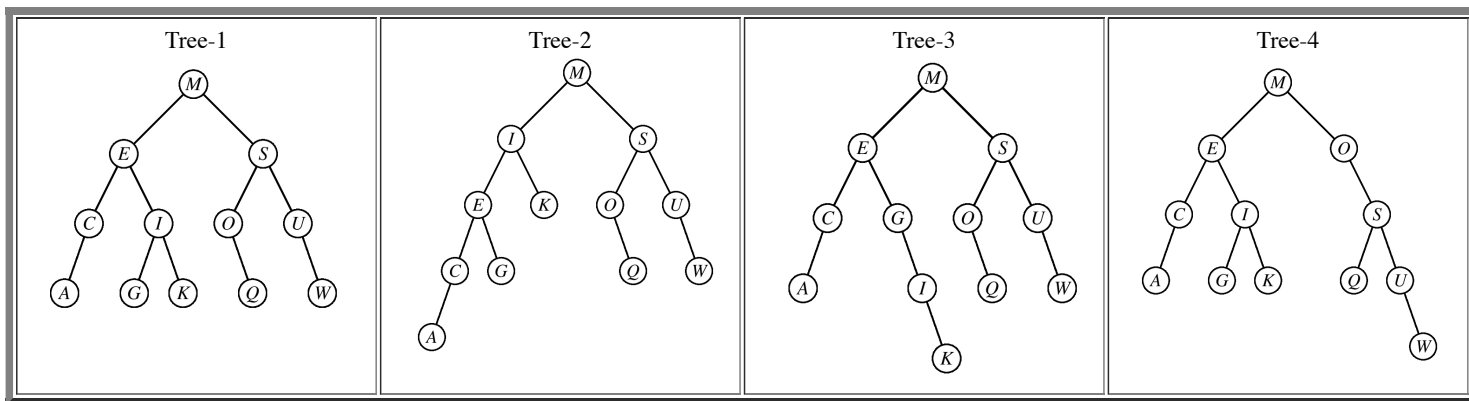 Tree-1
M
E S
C I O U
A G K Q W
Tree-2
M
I S
E K O U
C G Q W
A
Tree-3
M
E S
C G O U
A I Q W
K
Tree-4
M
E O
C I S
A G K Q U
W